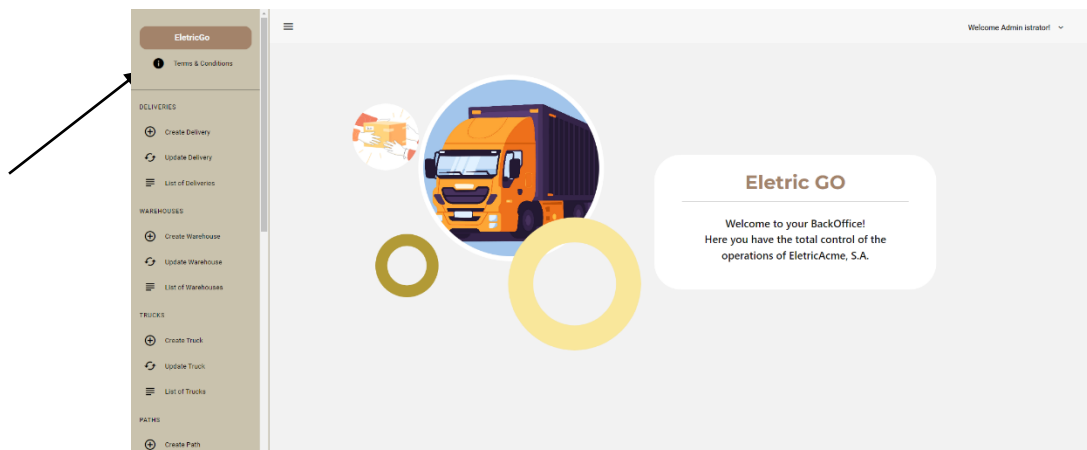 EletricGo
Terms & Conditions
DELIVERIES
Create Delivery
Update Delivery
List of Deliveries
WAREHOUSES
Create Warehouse
Update Warehouse
List of Warehouses
TRUCKS
Create Truck
Update Truck
List of Trucks
PATHS
Create Path
Welcome Admin istrator!
Eletric GO
Welcome to your BackOffice!
Here you have the total control of the
operations of EletricAcme, S.A.